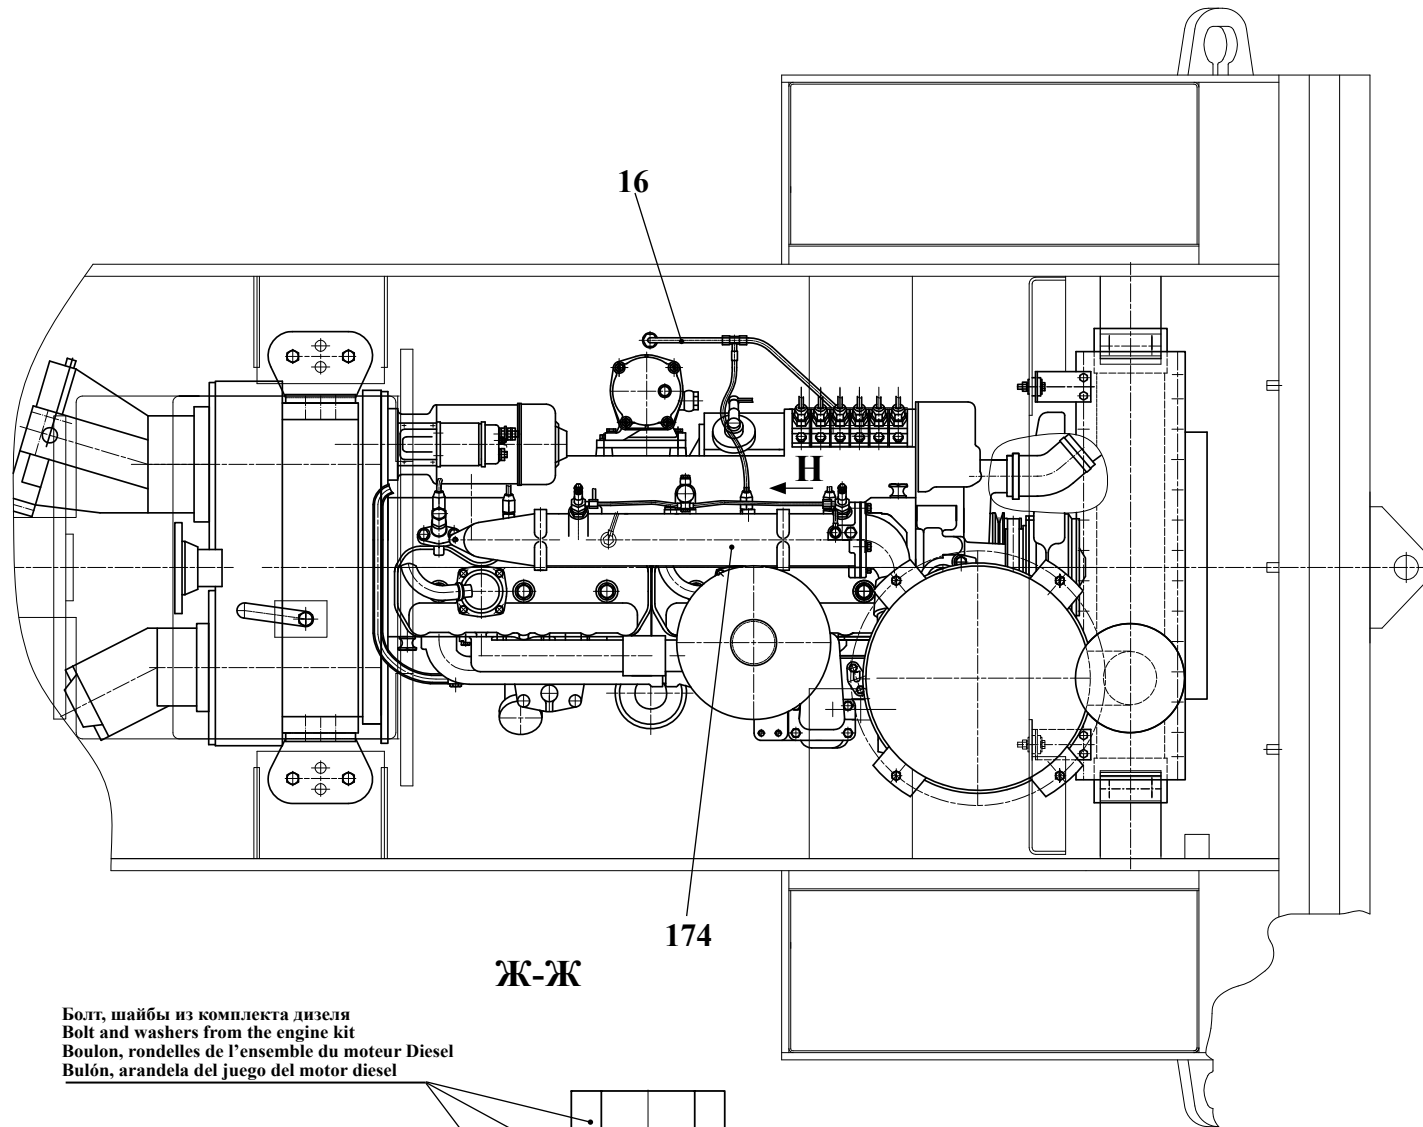 16
Н
174
Ж-Ж
Болт, шайбы из комплекта дизеля
Bolt and washers from the engine kit
Boulon, rondelles de l’ensemble du moteur Diesel
Bulón, arandela del juego del motor diesel